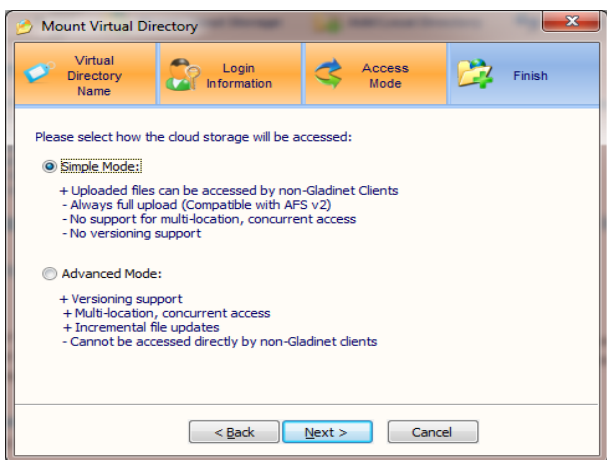 Mount Virtual Directory
Virtual
Directory
Name
Login
Information
Access
Mode
Finish
Please select how the cloud storage will be accessed:
Simple Mode:
+ Uploaded files can be accessed by non-Gladinet Clients
- Always full upload (Compatible with AFS v2)
- No support for multi-location, concurrent access
- No versioning support
Advanced Mode:
+ Versioning support
+ Multi-location, concurrent access
+ Incremental file updates
- Cannot be accessed directly by non-Gladinet clients
< Back
Next >
Cancel